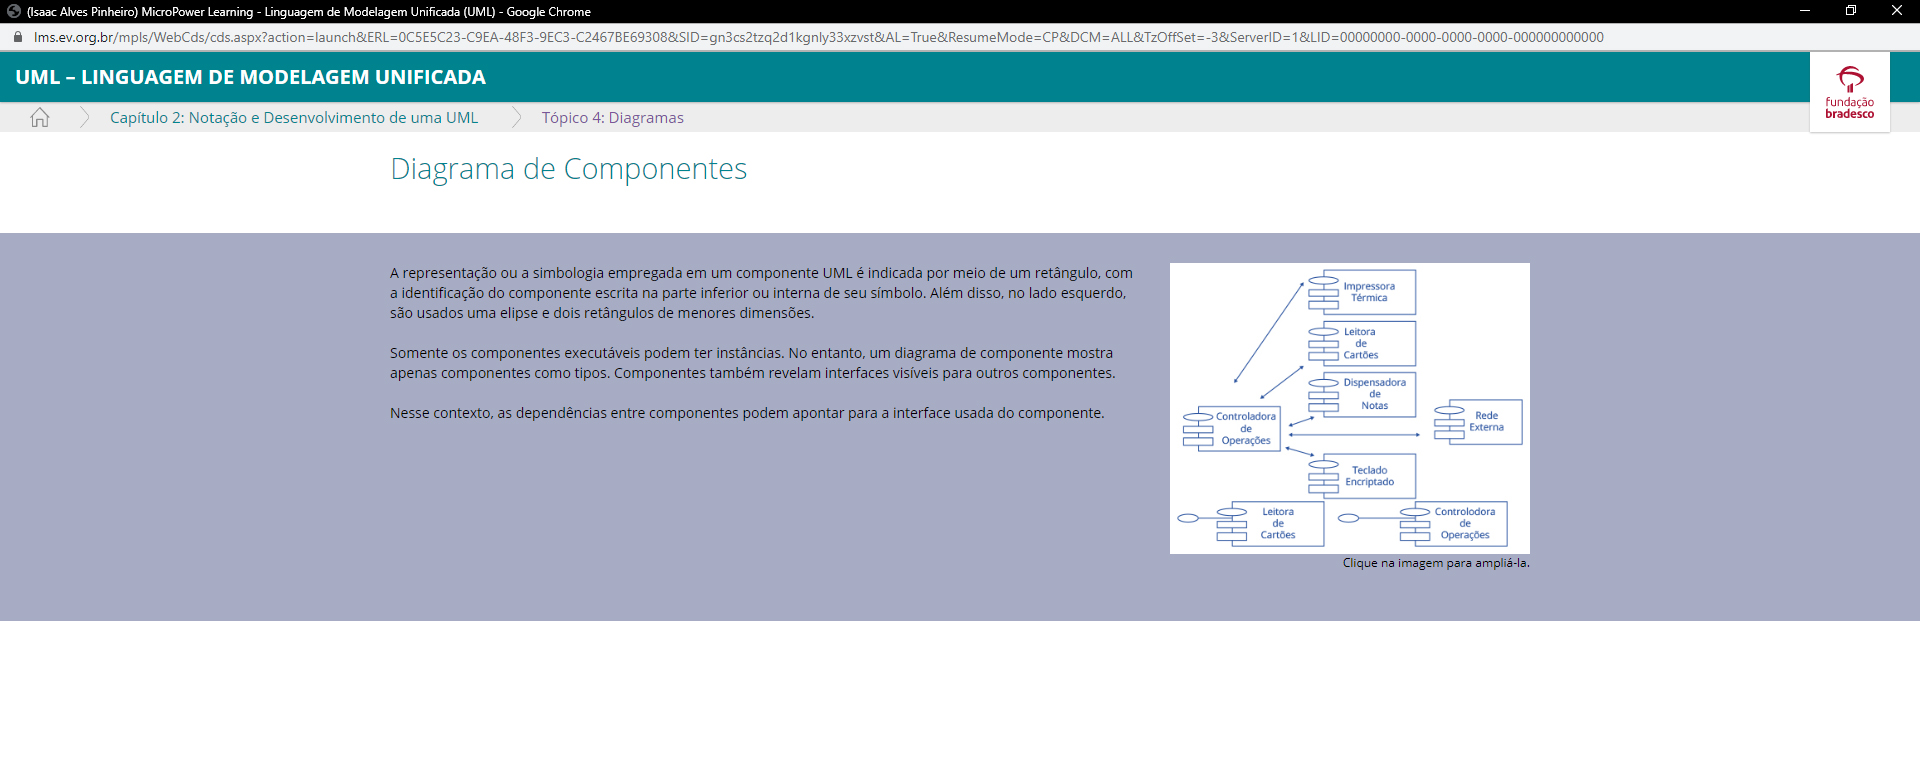 (Isaac Alves Pinheiro) MicroPower Learning - Linguagem de Modelagem Unificada (UML) - Google Chrome
lms.ev.org.br/mpls/WebCds/cds.aspx?action=launch&ERL=0C5E5C23-C9EA-48F3-9EC3-C2467BE69308&SID=gn3cs2tzq2d1kgnly33xzvst&AL=True&ResumeMode=CP&DCM=ALL&TzOffSet=-3&ServerID=1&LID=00000000-0000-0000-0000-000000000000
UML – LINGUAGEM DE MODELAGEM UNIFICADA
fundação
bradesco
Capítulo 2: Notação e Desenvolvimento de uma UML
Tópico 4: Diagramas
Diagrama de Componentes
A representação ou a simbologia empregada em um componente UML é indicada por meio de um retângulo, com
a identificação do componente escrita na parte inferior ou interna de seu símbolo. Além disso, no lado esquerdo,
são usados uma elipse e dois retângulos de menores dimensões.
Somente os componentes executáveis podem ter instâncias. No entanto, um diagrama de componente mostra
apenas componentes como tipos. Componentes também revelam interfaces visíveis para outros componentes.
Nesse contexto, as dependências entre componentes podem apontar para a interface usada do componente.
Impressora
Térmica
Leitora
de
Cartões
Dispensadora
de
Notas
Controladora
de
Operações
Rede
Externa
Teclado
Encriptado
Leitora
de
Cartões
Controlodora
de
Operações
Clique na imagem para ampliá-la.